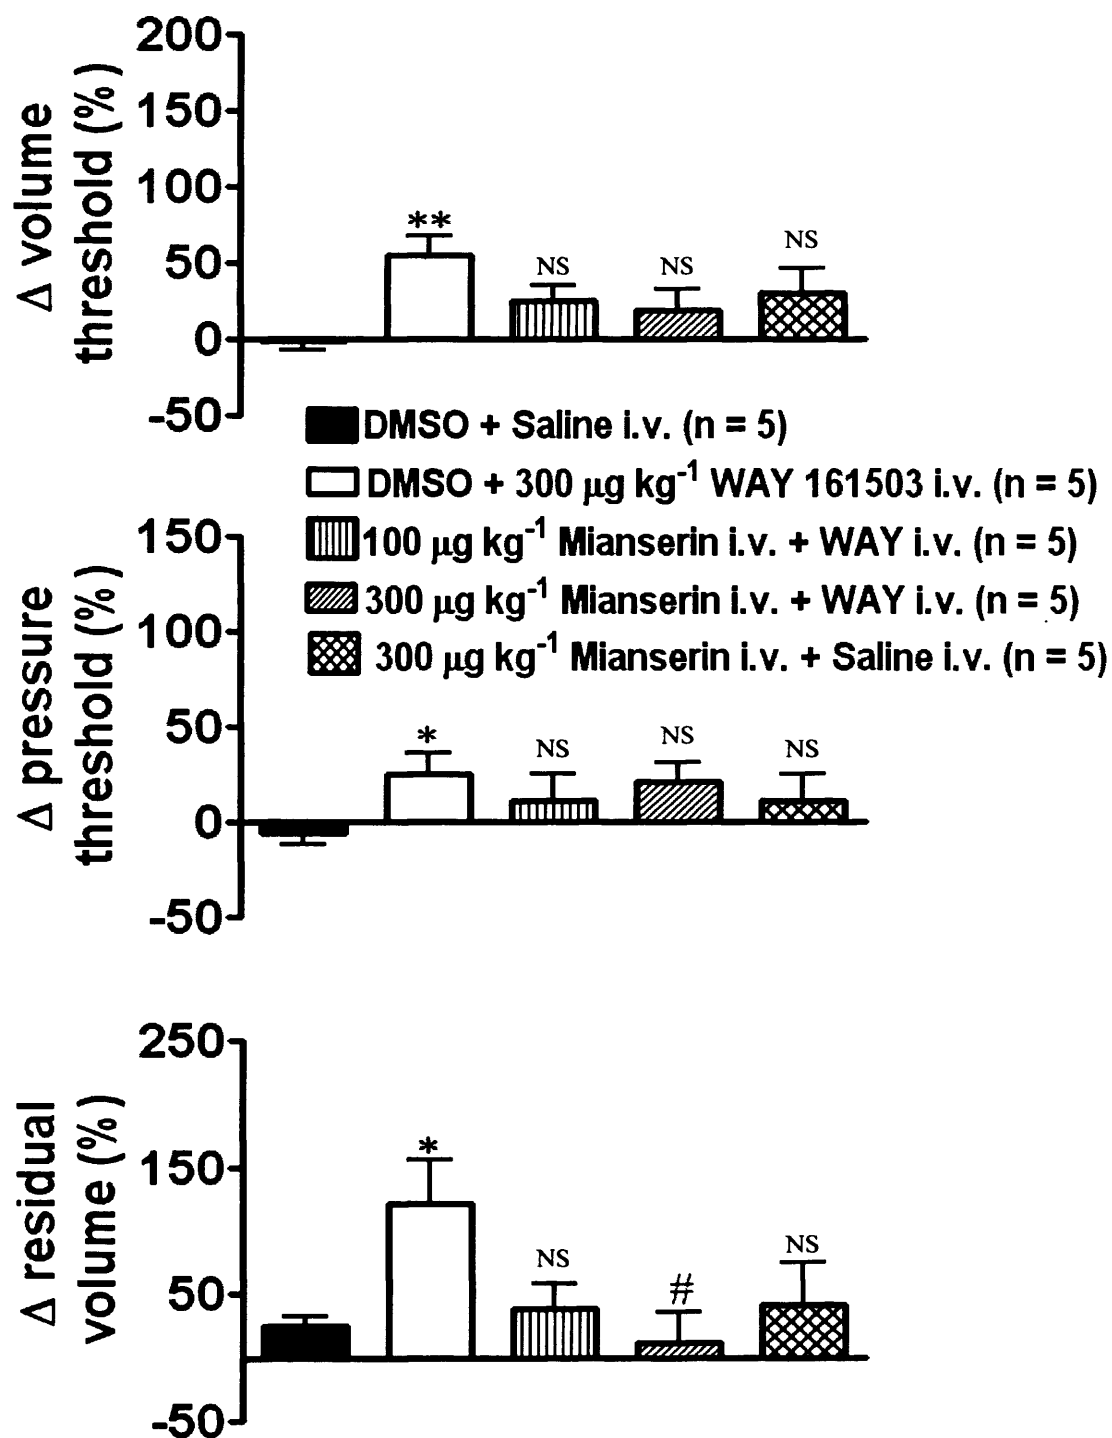 Δ volume
threshold (%)
200
150
100
50
0
-50
**
NS
NS
NS
DMSO + Saline i.v. (n = 5)
DMSO + 300 μg kg⁻¹ WAY 161503 i.v. (n = 5)
100 μg kg⁻¹ Mianserin i.v. + WAY i.v. (n = 5)
300 μg kg⁻¹ Mianserin i.v. + WAY i.v. (n = 5)
300 μg kg⁻¹ Mianserin i.v. + Saline i.v. (n = 5)
Δ pressure
threshold (%)
150
100
50
0
-50
*
NS
NS
NS
Δ residual
volume (%)
250
150
50
-50
*
NS
#
NS